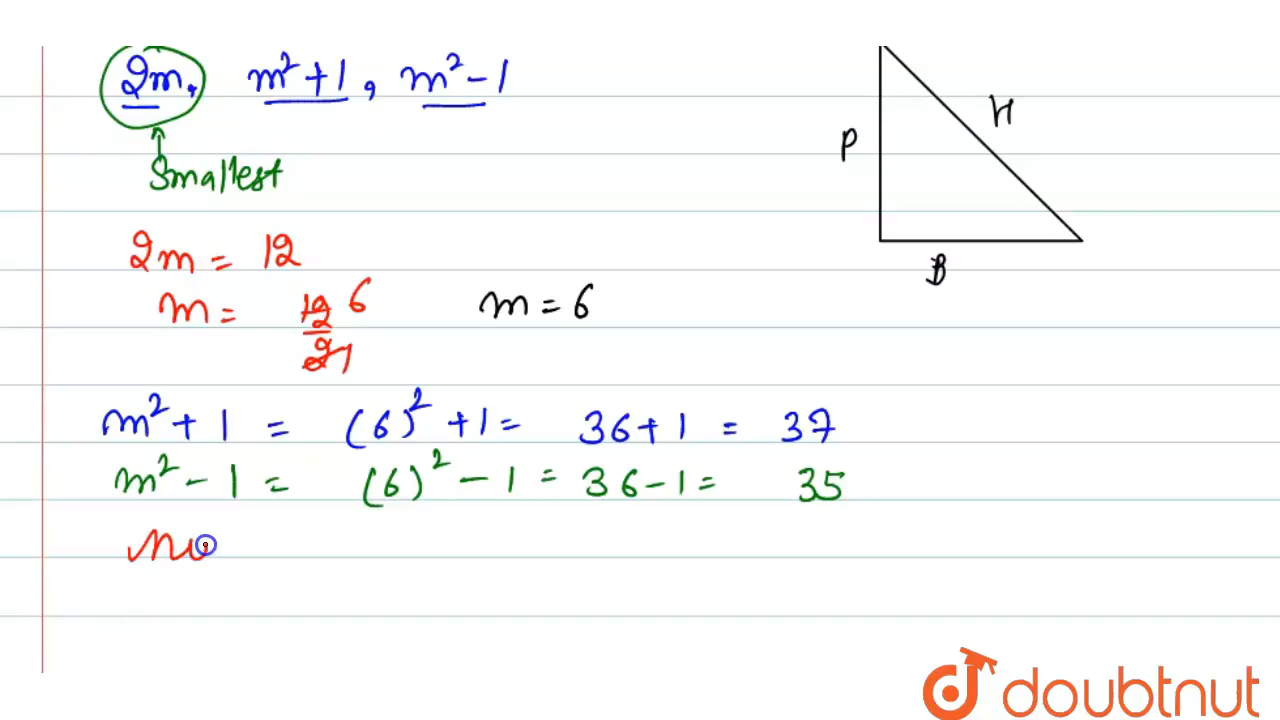 2m, m²+1, m²-1
Smallest
P
H
B
2m = 12
m = 12/2 6 1
m = 6
m²+1 = (6)²+1 = 36+1 = 37
m²-1 = (6)²-1 = 36-1 = 35
doubtnut